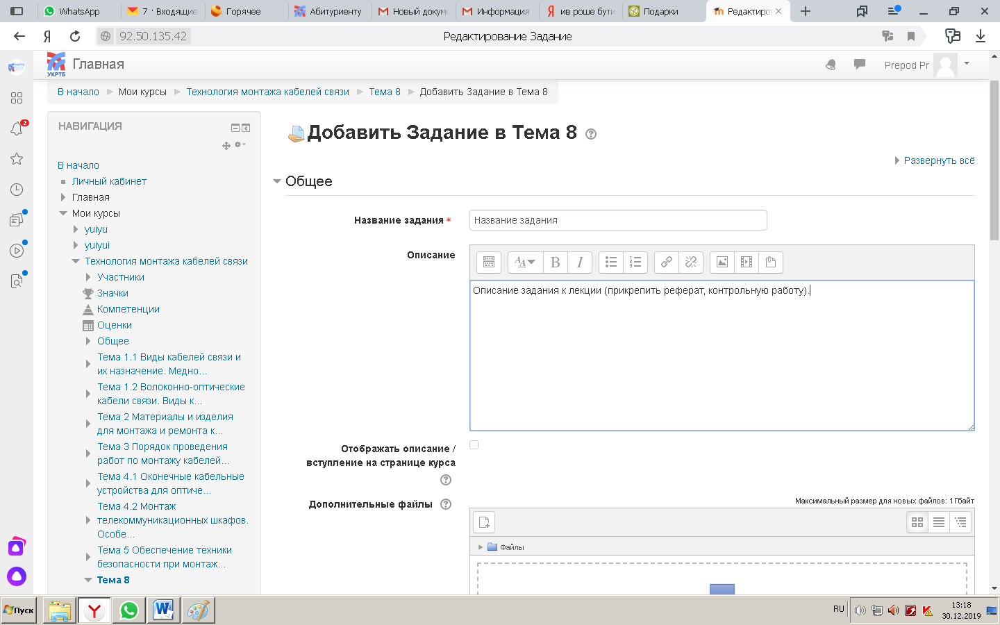 WhatsApp
7 · Входящие
Горячее
Абитуриенту
Новый докум
Информация
ив роше бути
Подарки
Редактиро
92.50.135.42
Редактирование Задание
УКРТБ
Главная
Prepod Pr
В начало
Мои курсы
Технология монтажа кабелей связи
Тема 8
Добавить Задание в Тема 8
2
НАВИГАЦИЯ
В начало
Личный кабинет
Главная
Мои курсы
yuiyu
yuiyui
Технология монтажа кабелей связи
Участники
Значки
Компетенции
Оценки
Общее
Тема 1.1 Виды кабелей связи и
их назначение. Медно...
Тема 1.2 Волоконно-оптические
кабели связи. Виды к...
Тема 2 Материалы и изделия
для монтажа и ремонта к...
Тема 3 Порядок проведения
работ по монтажу кабелей...
Тема 4.1 Оконечные кабельные
устройства для оптиче...
Тема 4.2 Монтаж
телекоммуникационных шкафов.
Особе...
Тема 5 Обеспечение техники
безопасности при монтаж...
Тема 8
Добавить Задание в Тема 8
Развернуть всё
Общее
Название задания *
Название задания
Описание
Описание задания к лекции (прикрепить реферат, контрольную работу).
Отображать описание /
вступление на странице курса
Дополнительные файлы
Максимальный размер для новых файлов: 1Гбайт
Файлы
Пуск
RU
13:18
30.12.2019